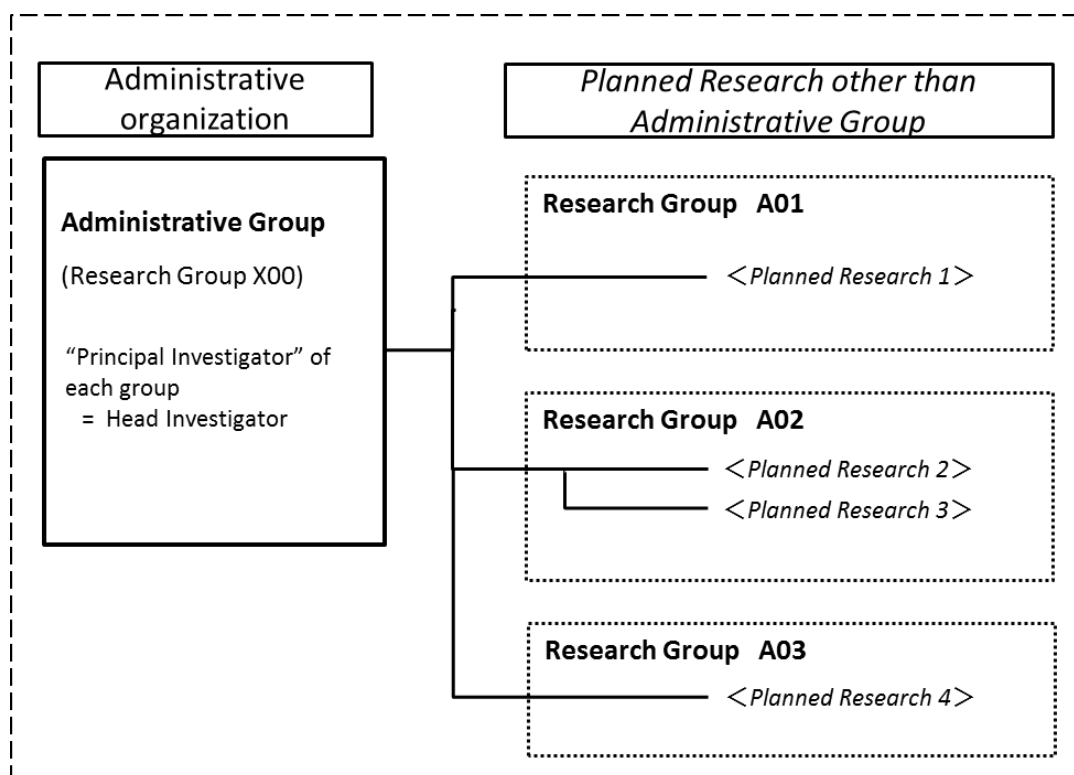 Administrative
organization
Planned Research other than
Administrative Group
Administrative Group
(Research Group X00)
“Principal Investigator” of
each group
= Head Investigator
Research Group A01
＜Planned Research 1＞
Research Group A02
＜Planned Research 2＞
＜Planned Research 3＞
Research Group A03
＜Planned Research 4＞